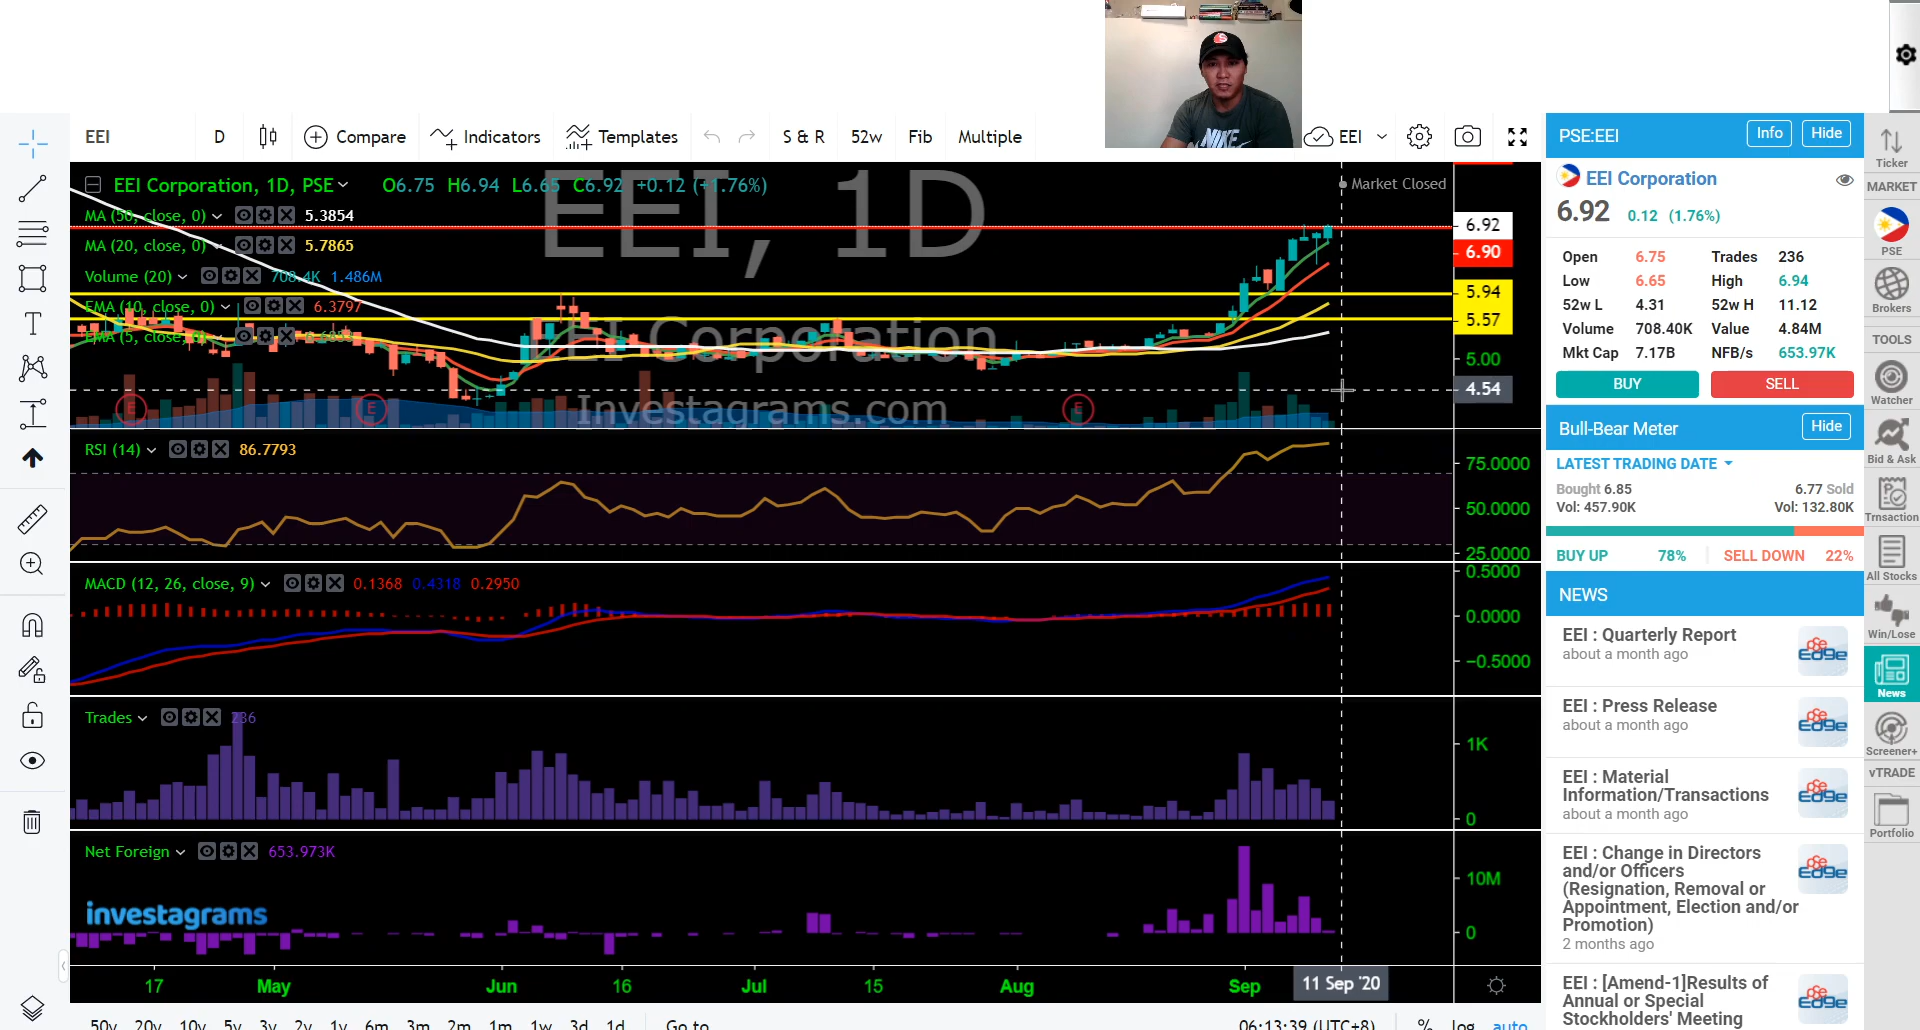 NIKE
EEI
D
Compare
Indicators
Templates
S & R
52w
Fib
Multiple
EEI
EEI, 1D
EEI Corporation, 1D, PSE
O6.75 H6.94 L6.65 C6.92 +0.12 (+1.76%)
Market Closed
MA (50, close, 0) 5.3854
MA (20, close, 0) 5.7865
Volume (20) 708.4K 1.486M
EMA (10, close, 0) 6.3797
EMA (5, close, 0)
EEI Corporation
Investagrams.com
E
E
E
6.92
6.90
5.94
5.57
5.00
4.54
RSI (14) 86.7793
75.0000
50.0000
25.0000
MACD (12, 26, close, 9) 0.1368 0.4318 0.2950
0.5000
0.0000
−0.5000
Trades 236
1K
0
Net Foreign 653.973K
10M
0
investagrams
17 May Jun 16 Jul 15 Aug Sep 11 Sep '20
50y 20y 10y 5y 3y 2y 1y 6m 3m 2m 1m 1w 3d 1d Go to
06:13:39 (UTC+8) % log auto
PSE:EEI Info Hide
EEI Corporation
6.92 0.12 (1.76%)
Open 6.75 Trades 236
Low 6.65 High 6.94
52w L 4.31 52w H 11.12
Volume 708.40K Value 4.84M
Mkt Cap 7.17B NFB/s 653.97K
BUY SELL
Bull-Bear Meter Hide
LATEST TRADING DATE
Bought 6.85 6.77 Sold
Vol: 457.90K Vol: 132.80K
BUY UP 78% SELL DOWN 22%
NEWS
EEI : Quarterly Report
about a month ago
PSE Edge
EEI : Press Release
about a month ago
PSE Edge
EEI : Material
Information/Transactions
about a month ago
PSE Edge
EEI : Change in Directors
and/or Officers
(Resignation, Removal or
Appointment, Election and/or
Promotion)
2 months ago
PSE Edge
EEI : [Amend-1]Results of
Annual or Special
Stockholders' Meeting
PSE Edge
Ticker
MARKET
PSE
Brokers
TOOLS
Watcher
Bid & Ask
Trnsaction
All Stocks
Win/Lose
News
Screener+
vTRADE
Portfolio